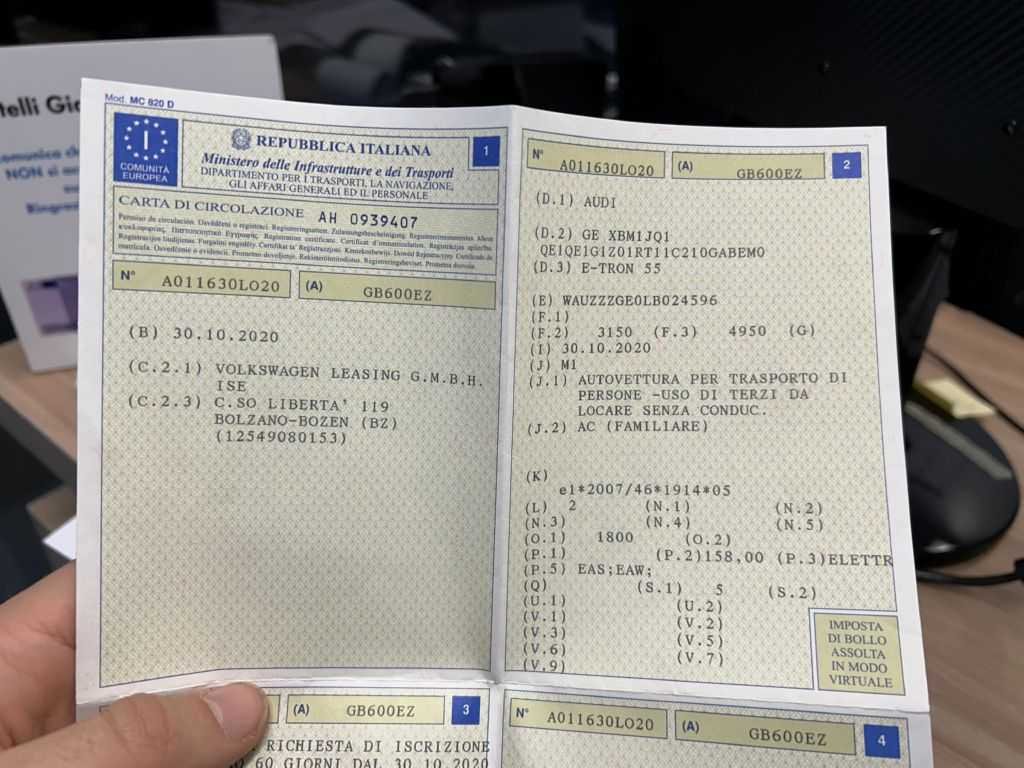 telli Gi
omunica ch
NON si
Ringra
Mod. MC 820 D
I
COMUNITÀ
EUROPEA
REPUBBLICA ITALIANA
Ministero delle Infrastrutture e dei Trasporti
DIPARTIMENTO PER I TRASPORTI, LA NAVIGAZIONE,
GLI AFFARI GENERALI ED IL PERSONALE
1
CARTA DI CIRCOLAZIONE AH 0939407
N° A011630LO20 (A) GB600EZ
(B) 30.10.2020
(C.2.1) VOLKSWAGEN LEASING G.M.B.H.
ISE
(C.2.3) C.SO LIBERTA' 119
BOLZANO-BOZEN (BZ)
(12549080153)
N° A011630LO20 (A) GB600EZ 2
(D.1) AUDI
(D.2) GE XBM1JQ1
QE1QE1G1Z01RT11C210GABEM0
(D.3) E-TRON 55
(E) WAUZZZGE0LB024596
(F.1)
(F.2) 3150 (F.3) 4950 (G)
(I) 30.10.2020
(J) M1
(J.1) AUTOVETTURA PER TRASPORTO DI
PERSONE -USO DI TERZI DA
LOCARE SENZA CONDUC.
(J.2) AC (FAMILIARE)
(K)
e1*2007/46*1914*05
(L) 2 (N.1) (N.2)
(N.3) (N.4) (N.5)
(O.1) 1800 (O.2)
(P.1) (P.2)158,00 (P.3)ELETTR
(P.5) EAS;EAW;
(Q) (S.1) 5 (S.2)
(U.1) (U.2)
(V.1) (V.2)
(V.3) (V.5)
(V.6) (V.7)
(V.9)
IMPOSTA
DI BOLLO
ASSOLTA
IN MODO
VIRTUALE
(A) GB600EZ 3
RICHIESTA DI ISCRIZIONE
60 GIORNI DAL 30.10.2020
N° A011630LO20 (A) GB600EZ 4